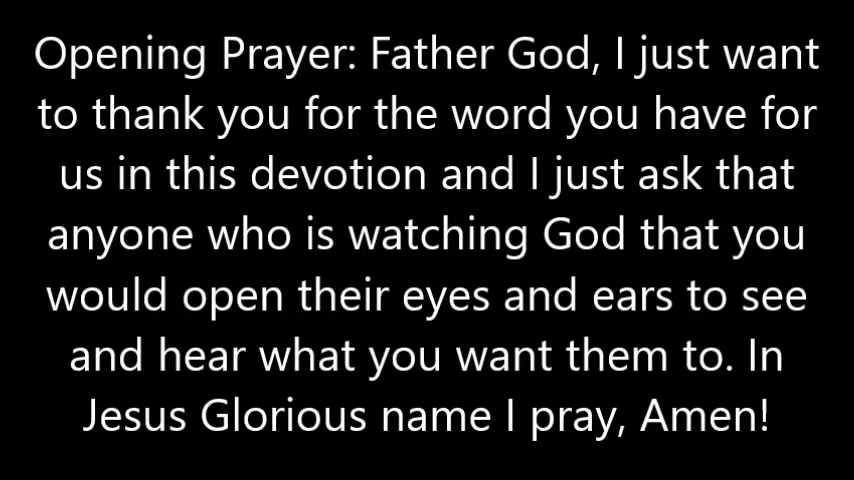 Opening Prayer: Father God, I just want
to thank you for the word you have for
us in this devotion and I just ask that
anyone who is watching God that you
would open their eyes and ears to see
and hear what you want them to. In
Jesus Glorious name I pray, Amen!